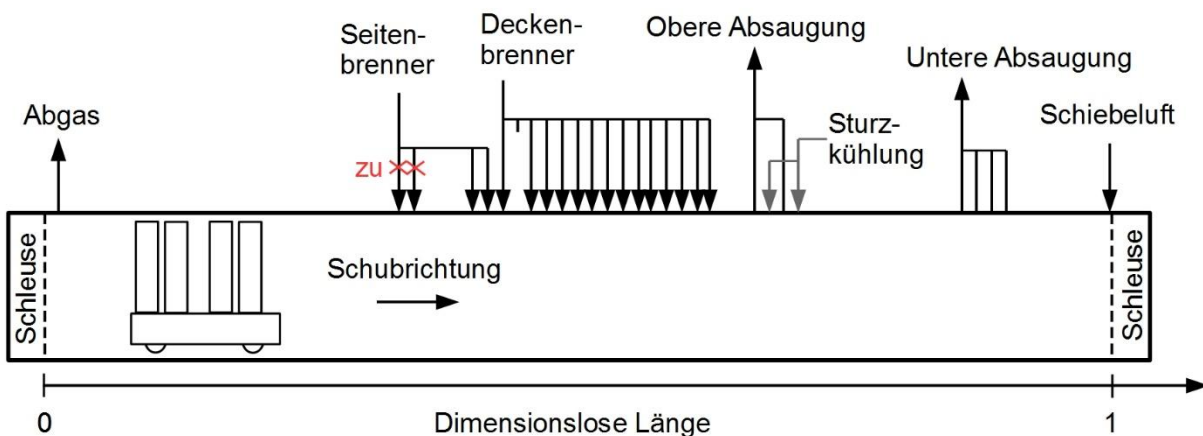 Seiten-
brenner
Decken-
brenner
Obere Absaugung
Untere Absaugung
Abgas
Schiebeluft
Sturz-
kühlung
zu
Schleuse
Schubrichtung
Schleuse
0
Dimensionslose Länge
1